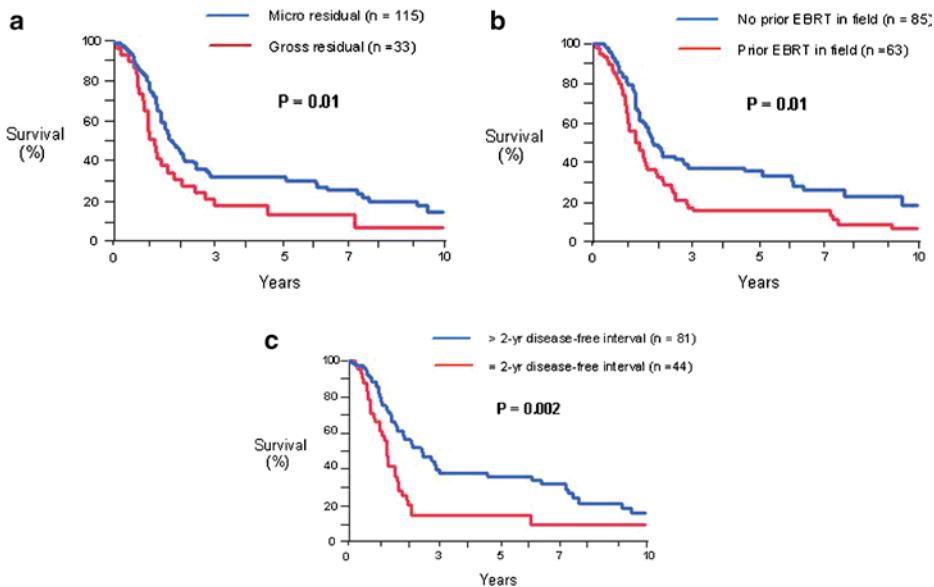 a
Micro residual (n = 115)
Gross residual (n =33)
P = 0.01
Survival
(%)
100
80
60
40
20
0
0 3 5 7 10
Years
b
No prior EBRT in field (n = 85)
Prior EBRT in field (n =63)
P = 0.01
Survival
(%)
100
80
60
40
20
0
0 3 5 7 10
Years
c
> 2-yr disease-free interval (n = 81)
= 2-yr disease-free interval (n =44)
P = 0.002
Survival
(%)
100
80
60
40
20
0
0 3 5 7 10
Years